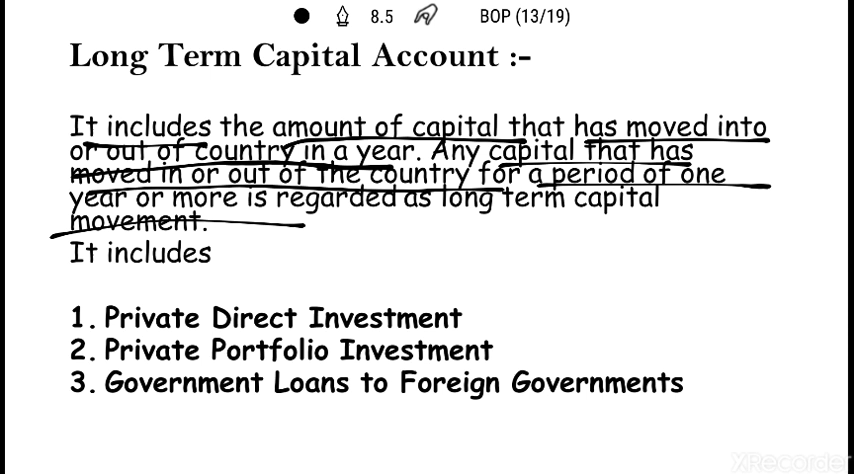 8.5 BOP (13/19)
Long Term Capital Account :-
It includes the amount of capital that has moved into
or out of country in a year. Any capital that has
moved in or out of the country for a period of one
year or more is regarded as long term capital
movement.
It includes
1. Private Direct Investment
2. Private Portfolio Investment
3. Government Loans to Foreign Governments
XRecorder